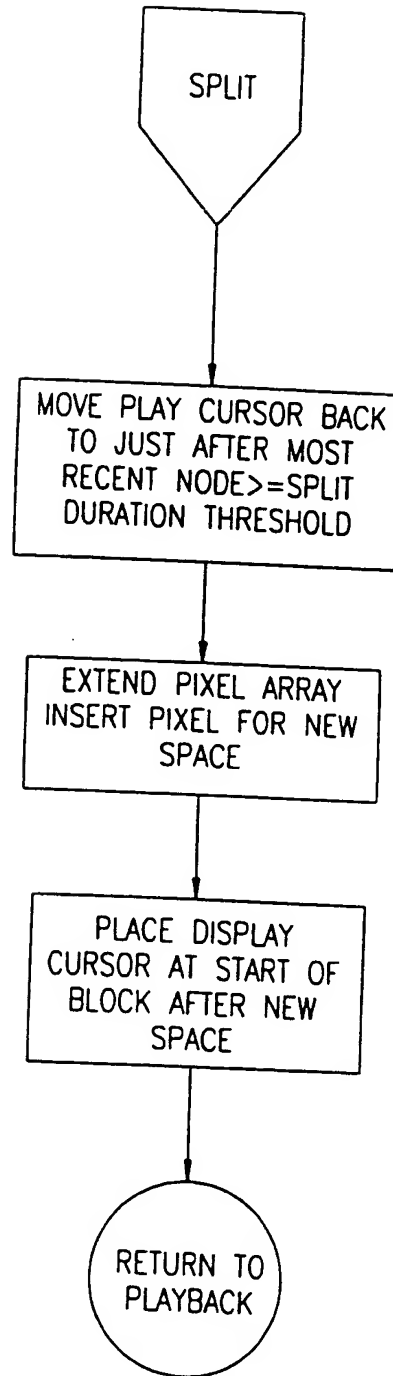 SPLIT
MOVE PLAY CURSOR BACK
TO JUST AFTER MOST
RECENT NODE>=SPLIT
DURATION THRESHOLD
EXTEND PIXEL ARRAY
INSERT PIXEL FOR NEW
SPACE
PLACE DISPLAY
CURSOR AT START OF
BLOCK AFTER NEW
SPACE
RETURN TO
PLAYBACK